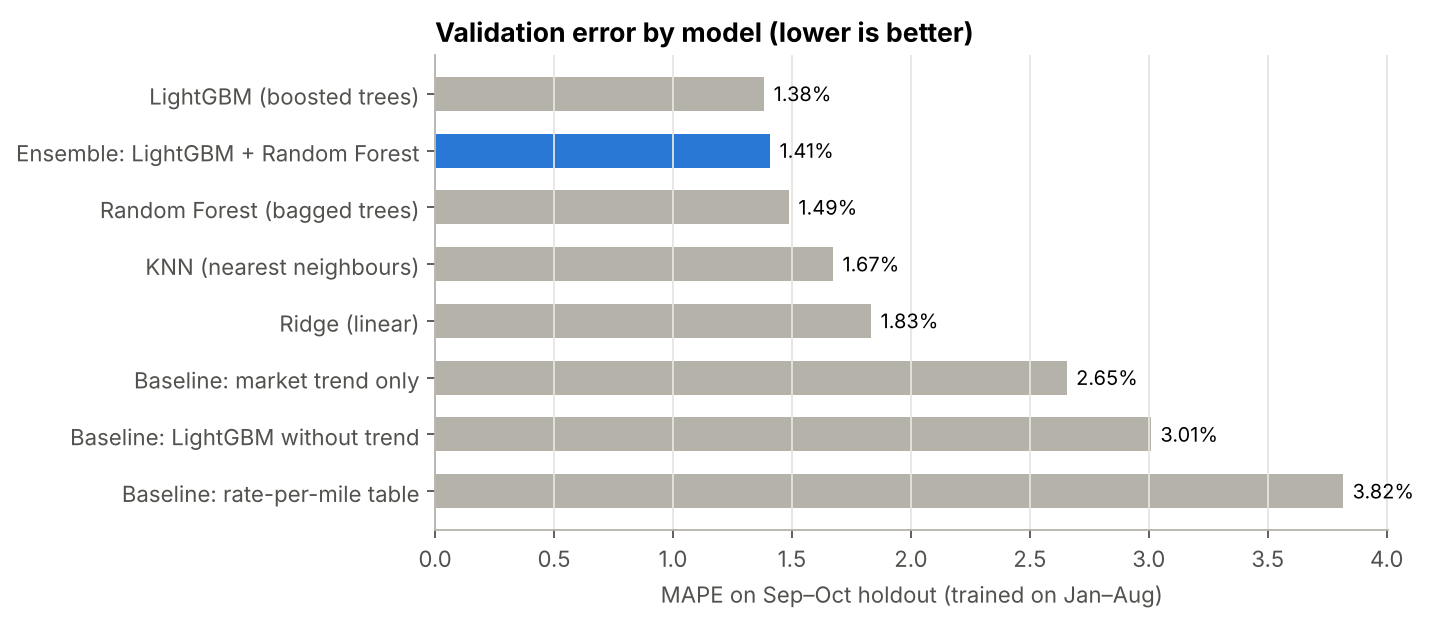 Validation error by model (lower is better)
LightGBM (boosted trees) 1.38%
Ensemble: LightGBM + Random Forest 1.41%
Random Forest (bagged trees) 1.49%
KNN (nearest neighbours) 1.67%
Ridge (linear) 1.83%
Baseline: market trend only 2.65%
Baseline: LightGBM without trend 3.01%
Baseline: rate-per-mile table 3.82%
0.0 0.5 1.0 1.5 2.0 2.5 3.0 3.5 4.0
MAPE on Sep–Oct holdout (trained on Jan–Aug)